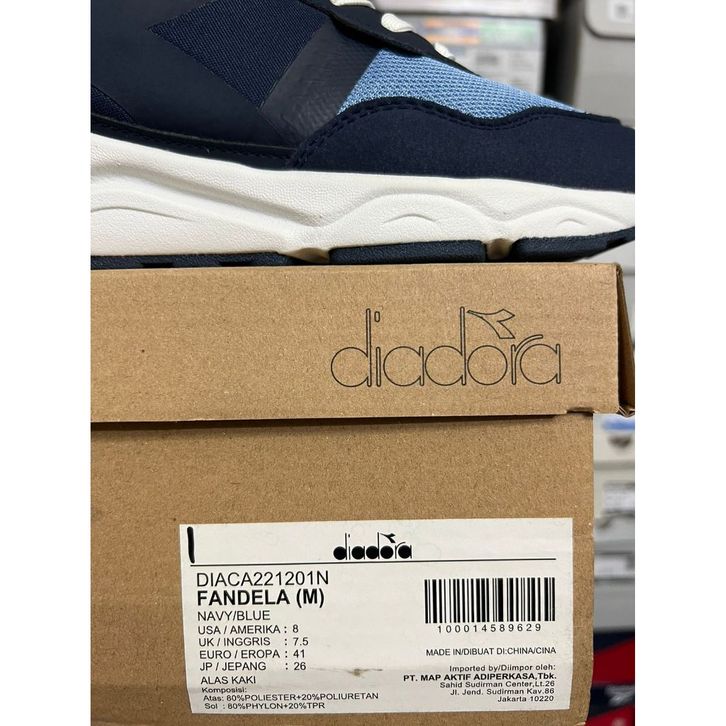 diadora
diadora
DIACA221201N
FANDELA (M)
NAVY/BLUE
USA / AMERIKA : 8
UK / INGGRIS : 7.5
EURO / EROPA : 41
JP / JEPANG : 26
ALAS KAKI
Komposisi:
Atas: 80%POLIESTER+20%POLIURETAN
Sol : 80%PHYLON+20%TPR
100014589629
MADE IN/DIBUAT DI:CHINA/CINA
Imported by/Diimpor oleh:
PT. MAP AKTIF ADIPERKASA,Tbk.
Sahid Sudirman Center,Lt.26
Jl. Jend. Sudirman Kav.86
Jakarta 10220